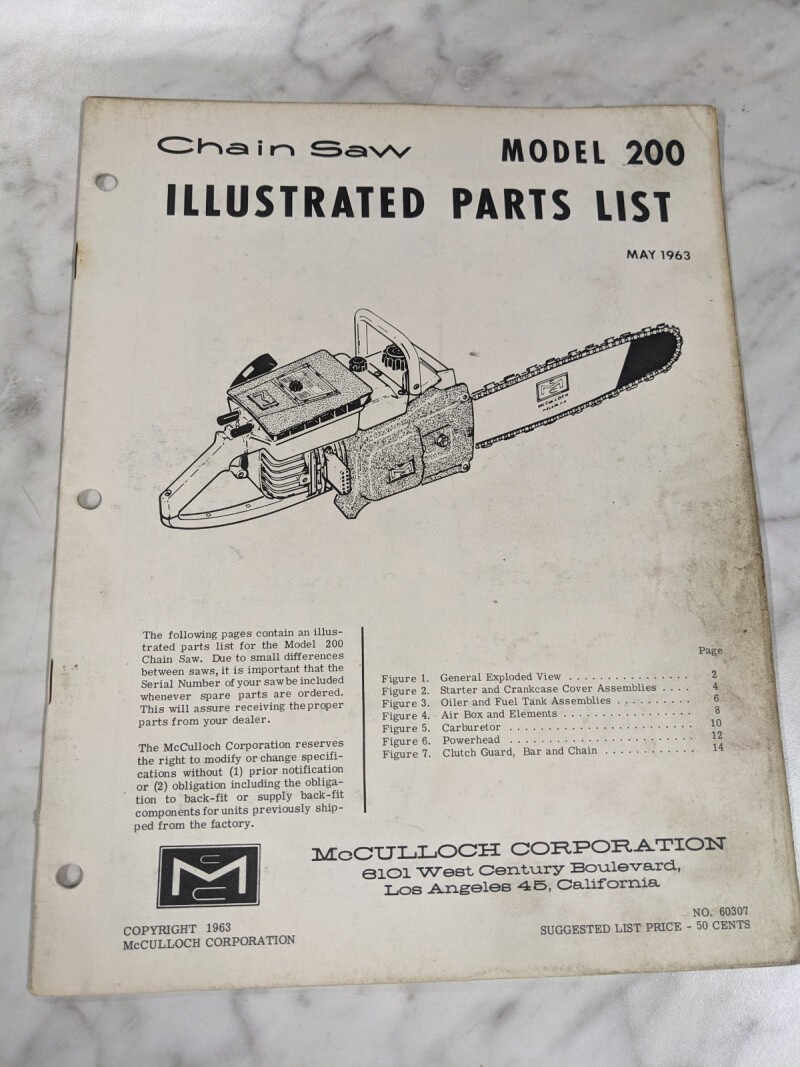 Chain Saw MODEL 200
ILLUSTRATED PARTS LIST
MAY 1963
McCULLOCH
The following pages contain an illus-
trated parts list for the Model 200
Chain Saw. Due to small differences
between saws, it is important that the
Serial Number of your saw be included
whenever spare parts are ordered.
This will assure receiving the proper
parts from your dealer.
The McCulloch Corporation reserves
the right to modify or change specifi-
cations without (1) prior notification
or (2) obligation including the obliga-
tion to back-fit or supply back-fit
components for units previously ship-
ped from the factory.
Page
Figure 1. General Exploded View . . . . . . . . . . . . . . . . 2
Figure 2. Starter and Crankcase Cover Assemblies . . . . 4
Figure 3. Oiler and Fuel Tank Assemblies . . . . . . . . . . 6
Figure 4. Air Box and Elements . . . . . . . . . . . . . . . . . 8
Figure 5. Carburetor . . . . . . . . . . . . . . . . . . . . . . . . 10
Figure 6. Powerhead . . . . . . . . . . . . . . . . . . . . . . . . 12
Figure 7. Clutch Guard, Bar and Chain . . . . . . . . . . . . 14
McCULLOCH CORPORATION
6101 West Century Boulevard,
Los Angeles 45, California
COPYRIGHT 1963
McCULLOCH CORPORATION
NO. 60307
SUGGESTED LIST PRICE - 50 CENTS